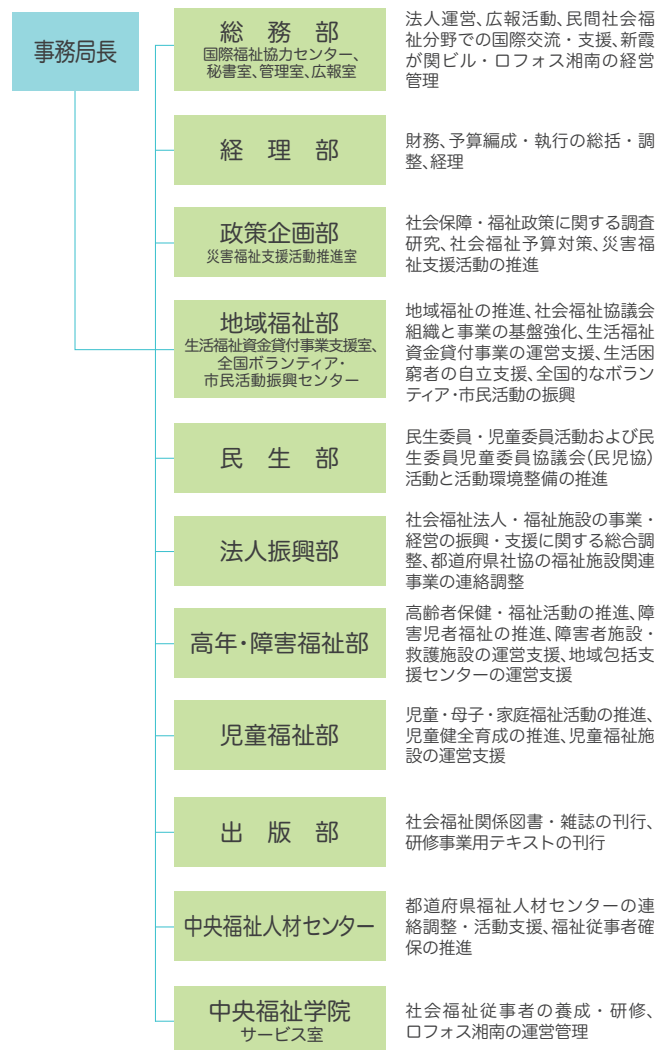 事務局長
総務部
国際福祉協力センター、
秘書室、管理室、広報室
法人運営、広報活動、民間社会福
祉分野での国際交流・支援、新霞
が関ビル・ロフォス湘南の経営
管理
経理部
財務、予算編成・執行の総括・調
整、経理
政策企画部
災害福祉支援活動推進室
社会保障・福祉政策に関する調査
研究、社会福祉予算対策、災害福
祉支援活動の推進
地域福祉部
生活福祉資金貸付事業支援室、
全国ボランティア・
市民活動振興センター
地域福祉の推進、社会福祉協議会
組織と事業の基盤強化、生活福祉
資金貸付事業の運営支援、生活困
窮者の自立支援、全国的なボラン
ティア・市民活動の振興
民生部
民生委員・児童委員活動および民
生委員児童委員協議会(民児協)
活動と活動環境整備の推進
法人振興部
社会福祉法人・福祉施設の事業・
経営の振興・支援に関する総合調
整、都道府県社協の福祉施設関連
事業の連絡調整
高年・障害福祉部
高齢者保健・福祉活動の推進、障
害児者福祉の推進、障害者施設・
救護施設の運営支援、地域包括支
援センターの運営支援
児童福祉部
児童・母子・家庭福祉活動の推進、
児童健全育成の推進、児童福祉施
設の運営支援
出版部
社会福祉関係図書・雑誌の刊行、
研修事業用テキストの刊行
中央福祉人材センター
都道府県福祉人材センターの連
絡調整・活動支援、福祉従事者確
保の推進
中央福祉学院
サービス室
社会福祉従事者の養成・研修、
ロフォス湘南の運営管理